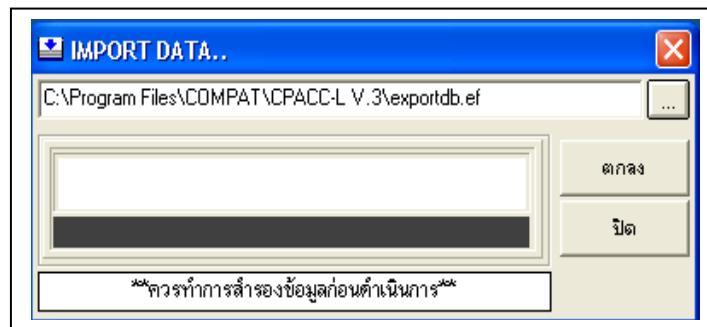 IMPORT DATA..
C:\Program Files\COMPAT\CPACC-L V.3\exportdb.ef
...
ตกลง
ปิด
***ควรทำการสำรองข้อมูลก่อนดำเนินการ***